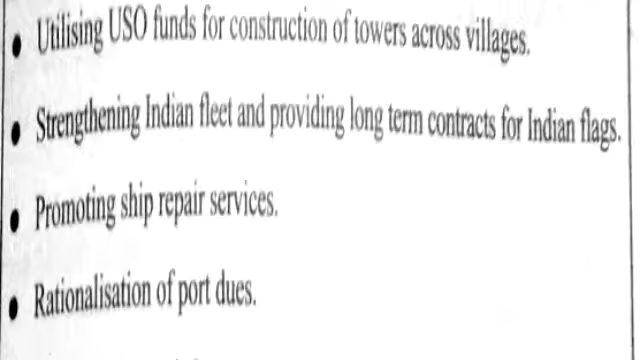 • Utilising USO funds for construction of towers across villages.
• Strengthening Indian fleet and providing long term contracts for Indian flags.
• Promoting ship repair services.
• Rationalisation of port dues.